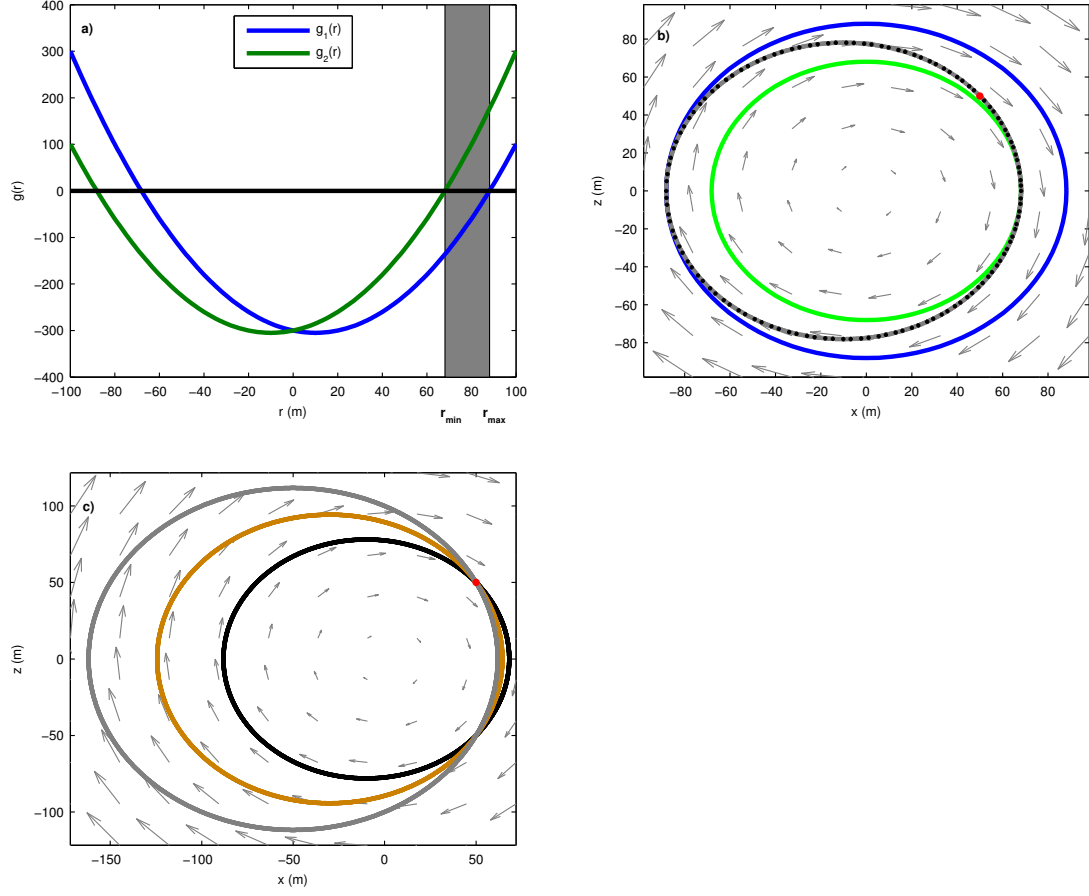 a)
g₁(r)
g₂(r)
400
300
200
100
0
−100
−200
−300
−400
g(r)
−100 −80 −60 −40 −20 0 20 40 60 80 100
r (m)
r_min r_max
b)
80
60
40
20
0
−20
−40
−60
−80
z (m)
−80 −60 −40 −20 0 20 40 60 80
x (m)
c)
100
50
0
−50
−100
z (m)
−150 −100 −50 0 50
x (m)